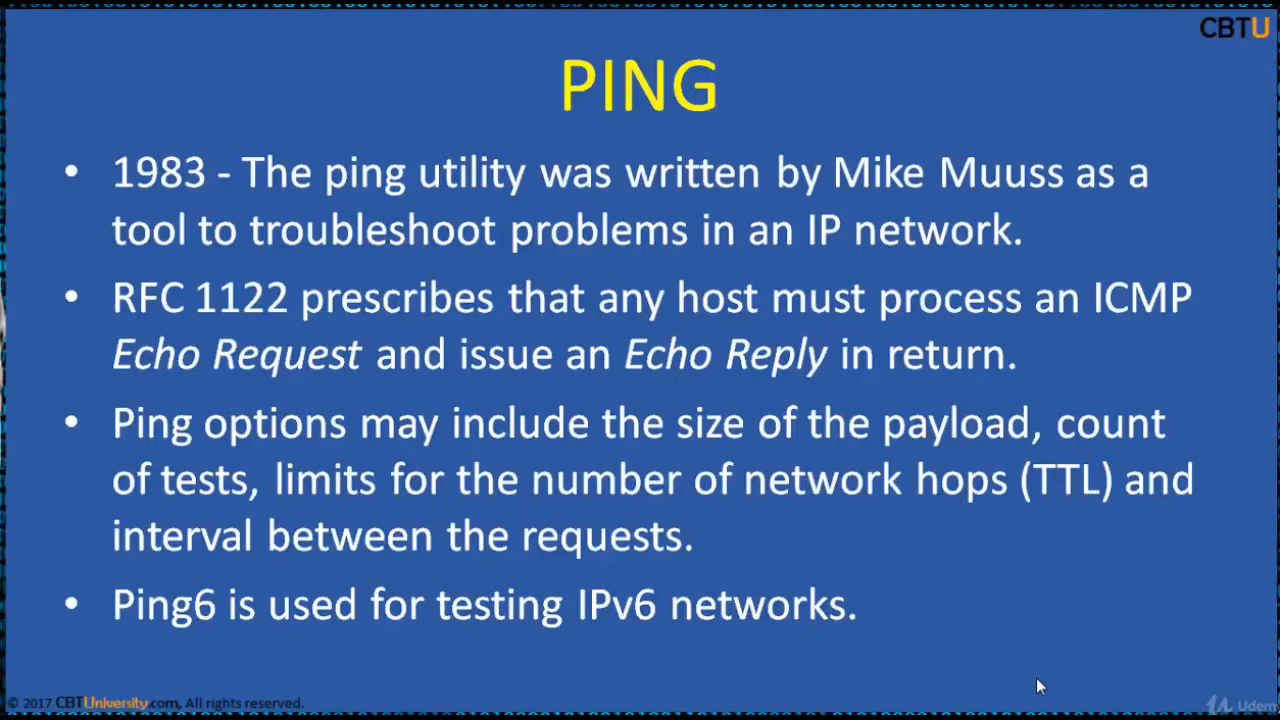 CBTU
PING
• 1983 - The ping utility was written by Mike Muuss as a
tool to troubleshoot problems in an IP network.
• RFC 1122 prescribes that any host must process an ICMP
Echo Request and issue an Echo Reply in return.
• Ping options may include the size of the payload, count
of tests, limits for the number of network hops (TTL) and
interval between the requests.
• Ping6 is used for testing IPv6 networks.
© 2017 CBTUniversity.com, All rights reserved.